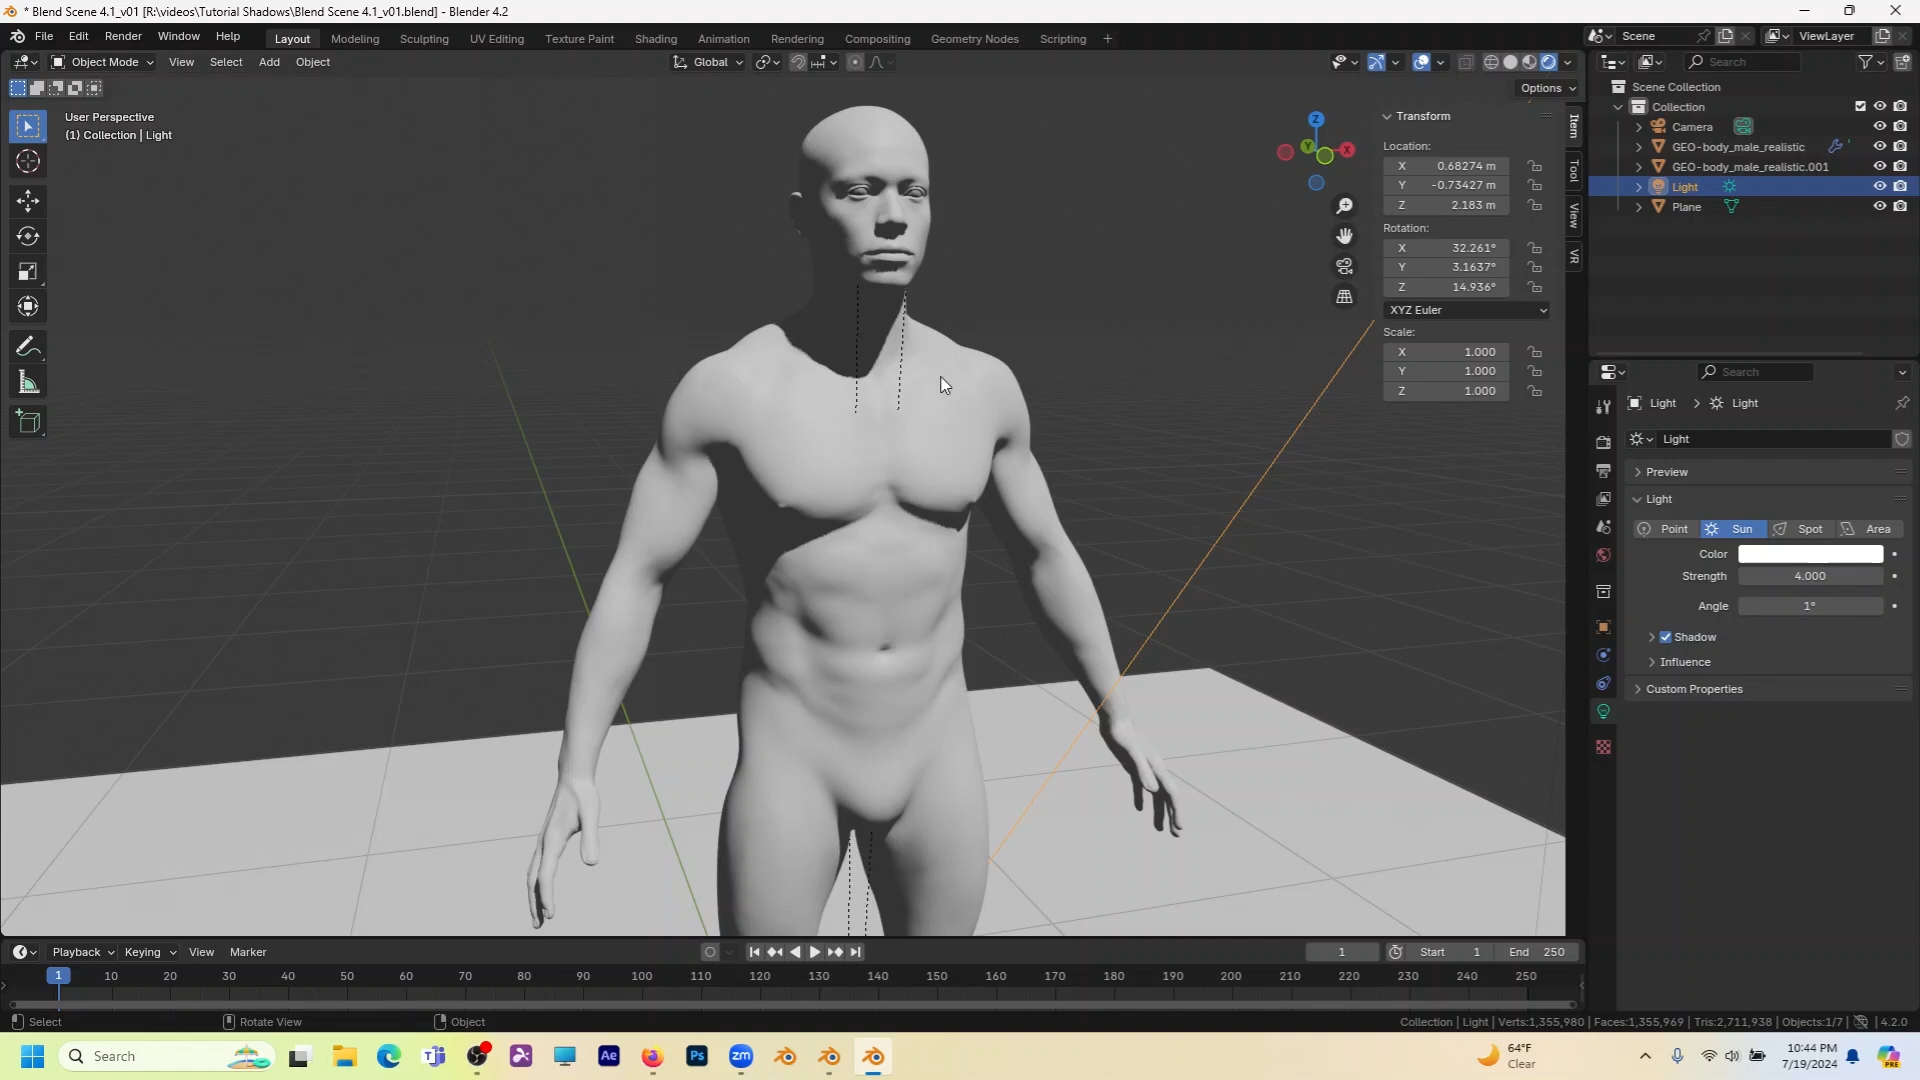 * Blend Scene 4.1_v01 [R:\videos\Tutorial Shadows\Blend Scene 4.1_v01.blend] - Blender 4.2
File Edit Render Window Help Layout Modeling Sculpting UV Editing Texture Paint Shading Animation Rendering Compositing Geometry Nodes Scripting +
Scene ViewLayer
Object Mode View Select Add Object Global
Search
Options
Scene Collection
Collection
Camera
GEO-body_male_realistic
GEO-body_male_realistic.001
Light
Plane
User Perspective
(1) Collection | Light
Z
Y
X
Transform
Location:
X 0.68274 m
Y -0.73427 m
Z 2.183 m
Rotation:
X 32.261°
Y 3.1637°
Z 14.936°
XYZ Euler
Scale:
X 1.000
Y 1.000
Z 1.000
Item
Tool
View
VR
Search
Light > Light
Light
Preview
Light
Point Sun Spot Area
Color
Strength 4.000
Angle 1°
Shadow
Influence
Custom Properties
Playback Keying View Marker
1 Start 1 End 250
1 10 20 30 40 50 60 70 80 90 100 110 120 130 140 150 160 170 180 190 200 210 220 230 240 250
Select Rotate View Object
Collection | Light | Verts:1,355,980 | Faces:1,355,969 | Tris:2,711,938 | Objects:1/7 | 4.2.0
Search
Ae
Ps
zm
64°F
Clear
10:44 PM
7/19/2024
PRE